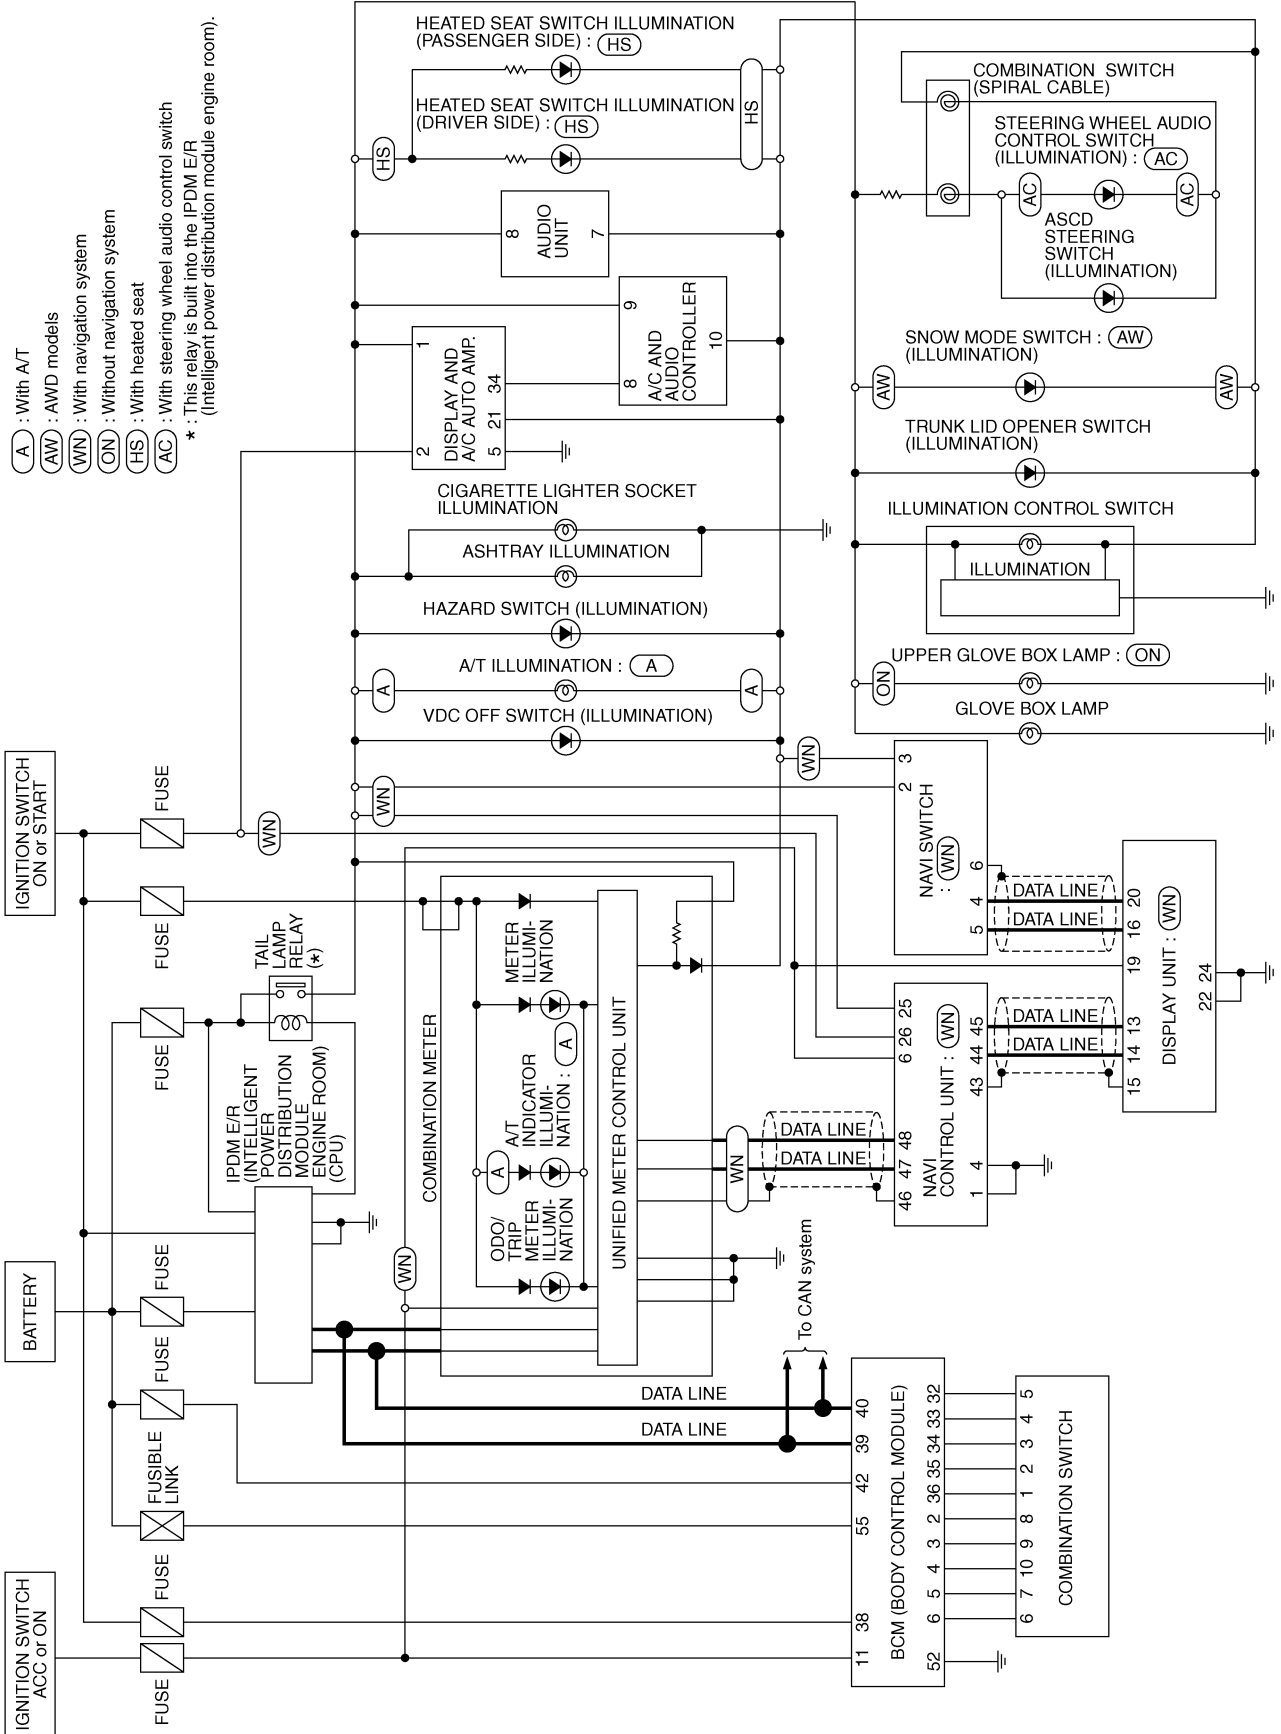 HEATED SEAT SWITCH ILLUMINATION
(PASSENGER SIDE) : HS
HEATED SEAT SWITCH ILLUMINATION
(DRIVER SIDE) : HS
HS
HS
A : With A/T
AW : AWD models
WN : With navigation system
ON : Without navigation system
HS : With heated seat
AC : With steering wheel audio control switch
* : This relay is built into the IPDM E/R
(Intelligent power distribution module engine room).
COMBINATION SWITCH
(SPIRAL CABLE)
STEERING WHEEL AUDIO
CONTROL SWITCH
(ILLUMINATION) : AC
AC
AC
ASCD
STEERING
SWITCH
(ILLUMINATION)
8
AUDIO
UNIT
7
9
8
A/C AND
AUDIO
CONTROLLER
10
1
2
DISPLAY AND
A/C AUTO AMP.
34
21
5
SNOW MODE SWITCH : AW
(ILLUMINATION)
AW
AW
TRUNK LID OPENER SWITCH
(ILLUMINATION)
CIGARETTE LIGHTER SOCKET
ILLUMINATION
ASHTRAY ILLUMINATION
ILLUMINATION CONTROL SWITCH
ILLUMINATION
HAZARD SWITCH (ILLUMINATION)
A/T ILLUMINATION : A
A
A
VDC OFF SWITCH (ILLUMINATION)
UPPER GLOVE BOX LAMP : ON
ON
GLOVE BOX LAMP
IGNITION SWITCH
ON or START
FUSE
WN
WN
WN
3
2
NAVI SWITCH
: WN
6
4
5
DATA LINE
DATA LINE
20
16
19
DISPLAY UNIT : WN
22 24
13
14
15
FUSE
TAIL
LAMP
RELAY
(*)
FUSE
METER
ILLUMI-
NATION
COMBINATION METER
UNIFIED METER CONTROL UNIT
A/T
INDICATOR
ILLUMI-
NATION : A
A
ODO/
TRIP
METER
ILLUMI-
NATION
25
26
6
NAVI
CONTROL UNIT : WN
45
44
43
DATA LINE
DATA LINE
48
47
46
4
1
DATA LINE
DATA LINE
WN
IPDM E/R
(INTELLIGENT
POWER
DISTRIBUTION
MODULE
ENGINE ROOM)
(CPU)
BATTERY
FUSE
WN
FUSE
To CAN system
DATA LINE
DATA LINE
FUSIBLE
LINK
40
39
42
55
38
11
BCM (BODY CONTROL MODULE)
32
33
34
35
36
2
3
4
5
6
52
5
4
3
2
1
8
9
10
7
6
COMBINATION SWITCH
FUSE
IGNITION SWITCH
ACC or ON
FUSE